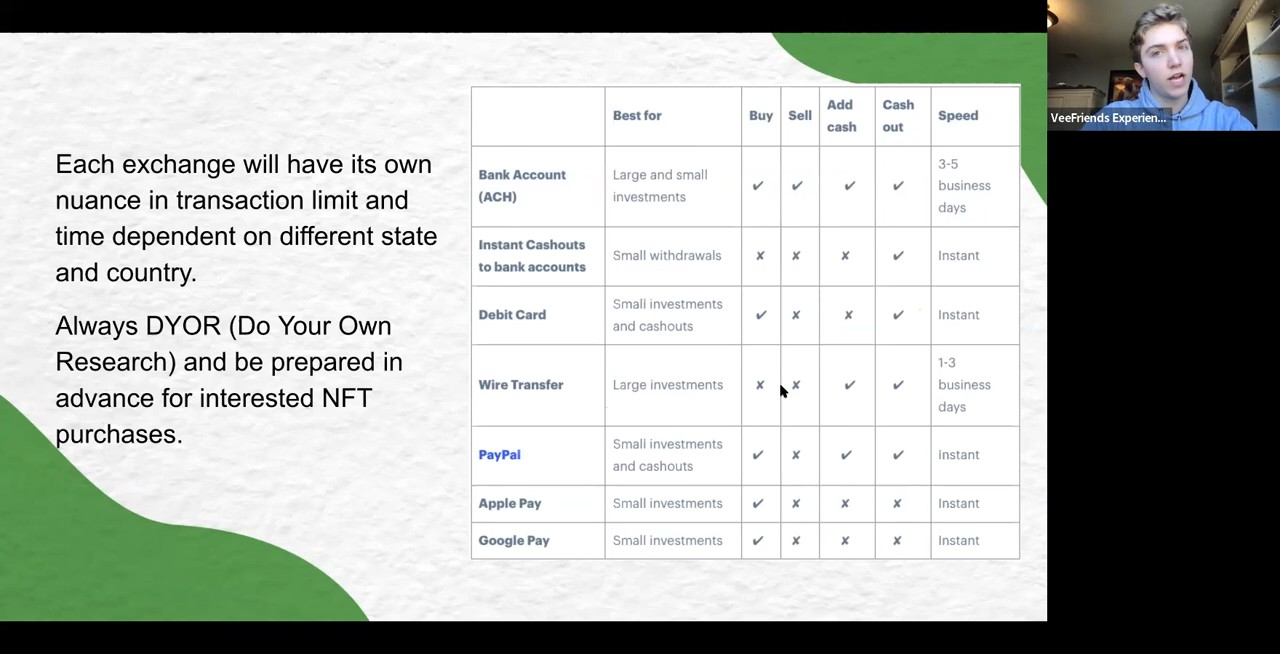 Each exchange will have its own
nuance in transaction limit and
time dependent on different state
and country.
Always DYOR (Do Your Own
Research) and be prepared in
advance for interested NFT
purchases.
Best for Buy Sell Add cash Cash out Speed
Bank Account (ACH) Large and small investments ✔ ✔ ✔ ✔ 3-5 business days
Instant Cashouts to bank accounts Small withdrawals ✘ ✘ ✘ ✔ Instant
Debit Card Small investments and cashouts ✔ ✘ ✘ ✔ Instant
Wire Transfer Large investments ✘ ✘ ✔ ✔ 1-3 business days
PayPal Small investments and cashouts ✔ ✘ ✔ ✔ Instant
Apple Pay Small investments ✔ ✘ ✘ ✘ Instant
Google Pay Small investments ✔ ✘ ✘ ✘ Instant
VeeFriends Experien...